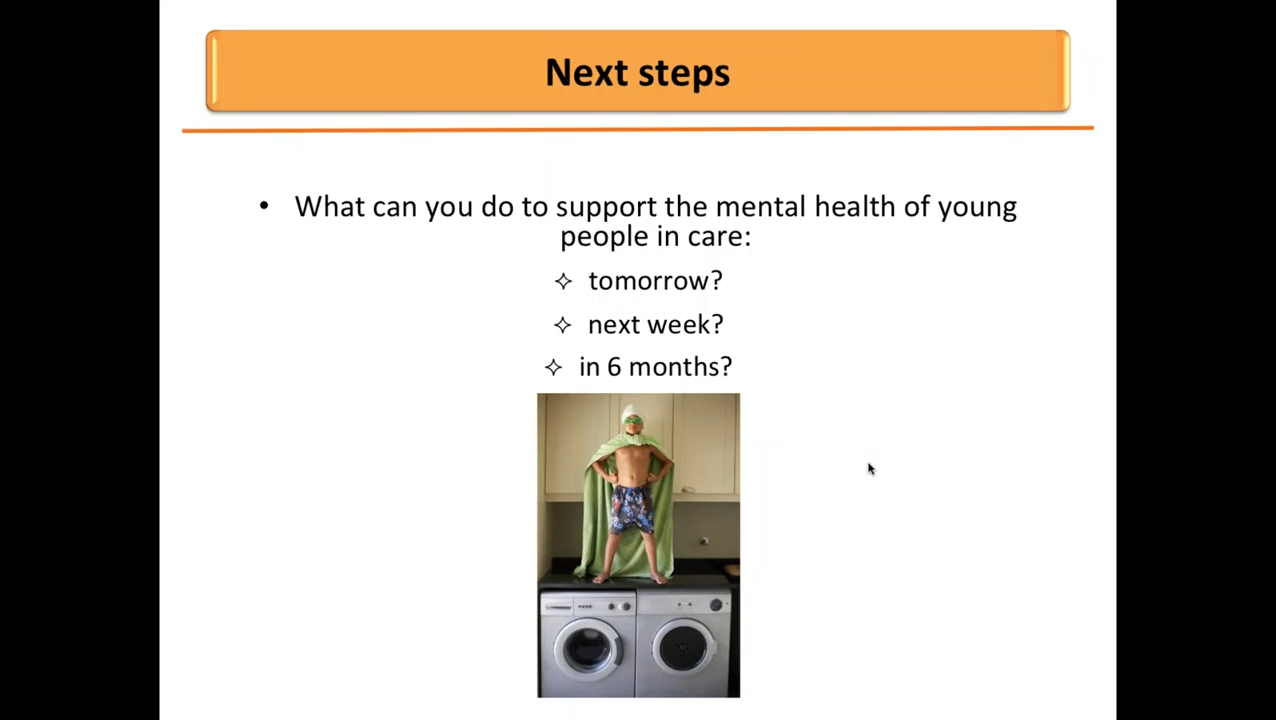 Next steps
• What can you do to support the mental health of young
people in care:
✧ tomorrow?
✧ next week?
✧ in 6 months?